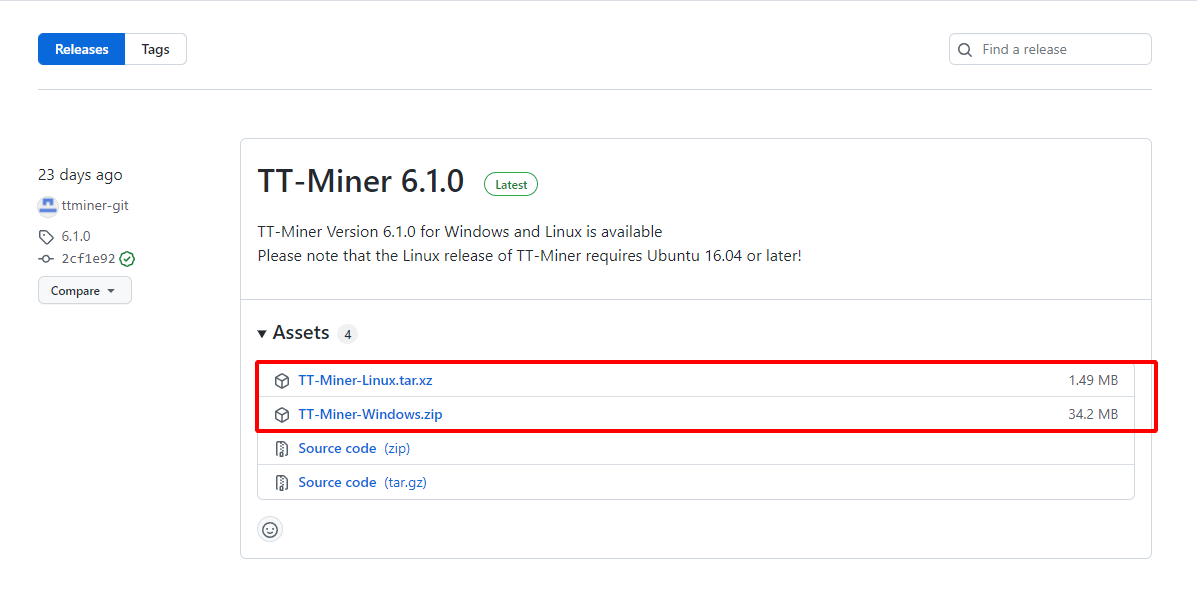 Releases Tags Find a release
23 days ago
ttminer-git
6.1.0
2cf1e92
Compare
TT-Miner 6.1.0 Latest
TT-Miner Version 6.1.0 for Windows and Linux is available
Please note that the Linux release of TT-Miner requires Ubuntu 16.04 or later!
Assets 4
TT-Miner-Linux.tar.xz 1.49 MB
TT-Miner-Windows.zip 34.2 MB
Source code (zip)
Source code (tar.gz)